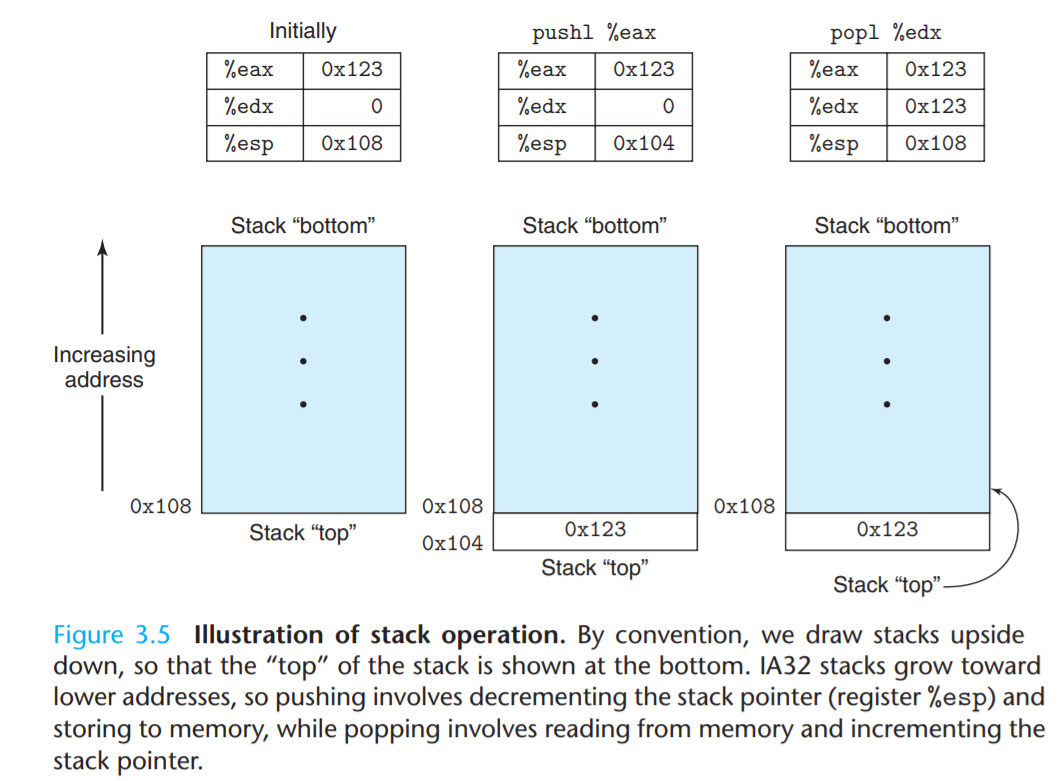 Initially
%eax 0x123
%edx 0
%esp 0x108
pushl %eax
%eax 0x123
%edx 0
%esp 0x104
popl %edx
%eax 0x123
%edx 0x123
%esp 0x108
Increasing
address
Stack “bottom”
0x108
Stack “top”
Stack “bottom”
0x108
0x123
0x104
Stack “top”
Stack “bottom”
0x108
0x123
Stack “top”
Figure 3.5 Illustration of stack operation. By convention, we draw stacks upside
down, so that the “top” of the stack is shown at the bottom. IA32 stacks grow toward
lower addresses, so pushing involves decrementing the stack pointer (register %esp) and
storing to memory, while popping involves reading from memory and incrementing the
stack pointer.